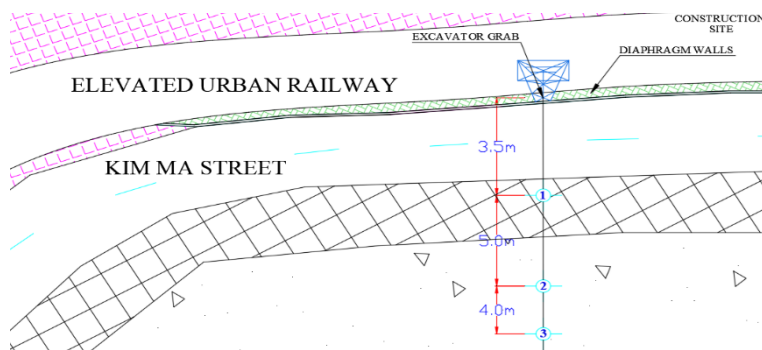 CONSTRUCTION
SITE
EXCAVATOR GRAB
DIAPHRAGM WALLS
ELEVATED URBAN RAILWAY
3.5m
KIM MA STREET
1
5.0m
2
4.0m
3